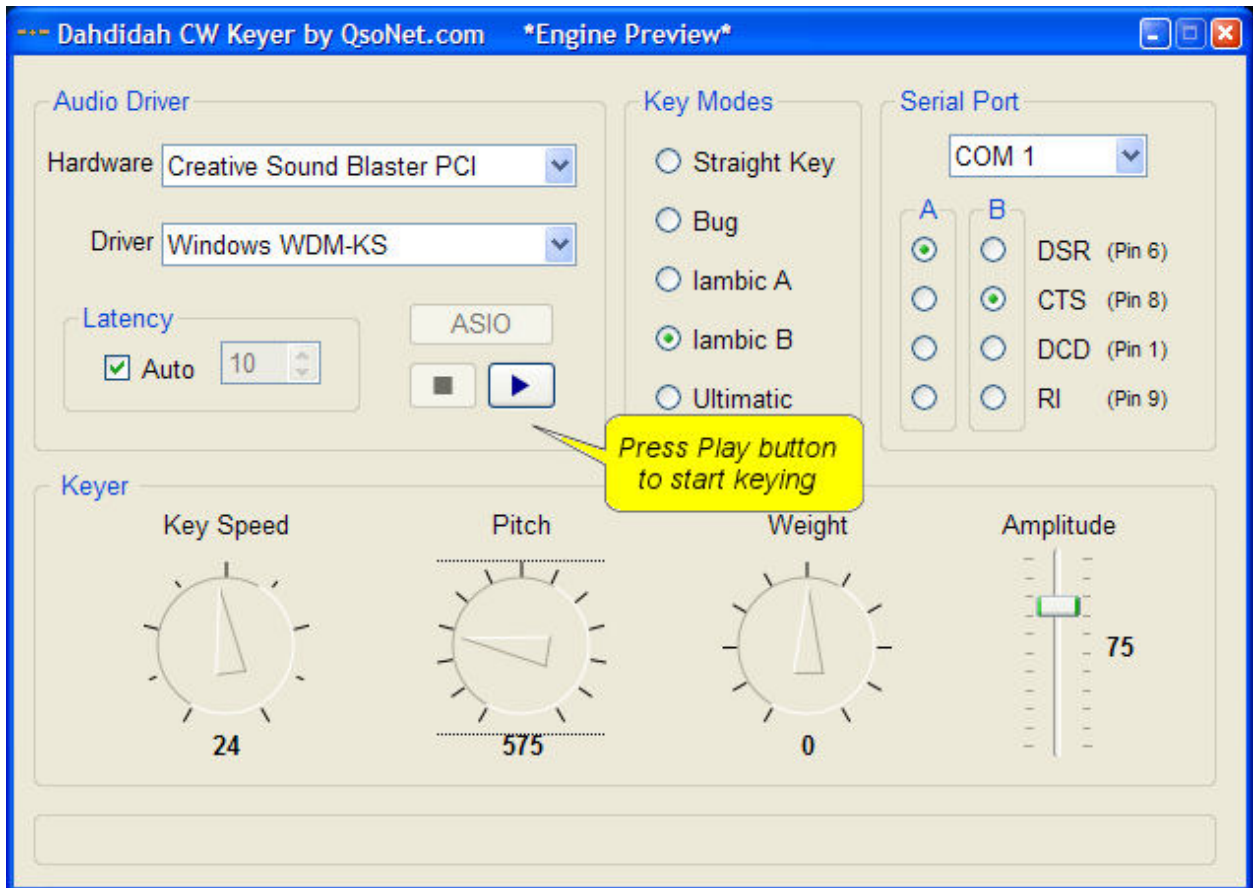 Dahdidah CW Keyer by QsoNet.com *Engine Preview*
Audio Driver
Hardware Creative Sound Blaster PCI
Driver Windows WDM-KS
Latency
Auto 10
ASIO
Key Modes
Straight Key
Bug
Iambic A
Iambic B
Ultimatic
Serial Port
COM 1
A B
DSR (Pin 6)
CTS (Pin 8)
DCD (Pin 1)
RI (Pin 9)
Press Play button
to start keying
Keyer
Key Speed Pitch Weight Amplitude
75
24 575 0